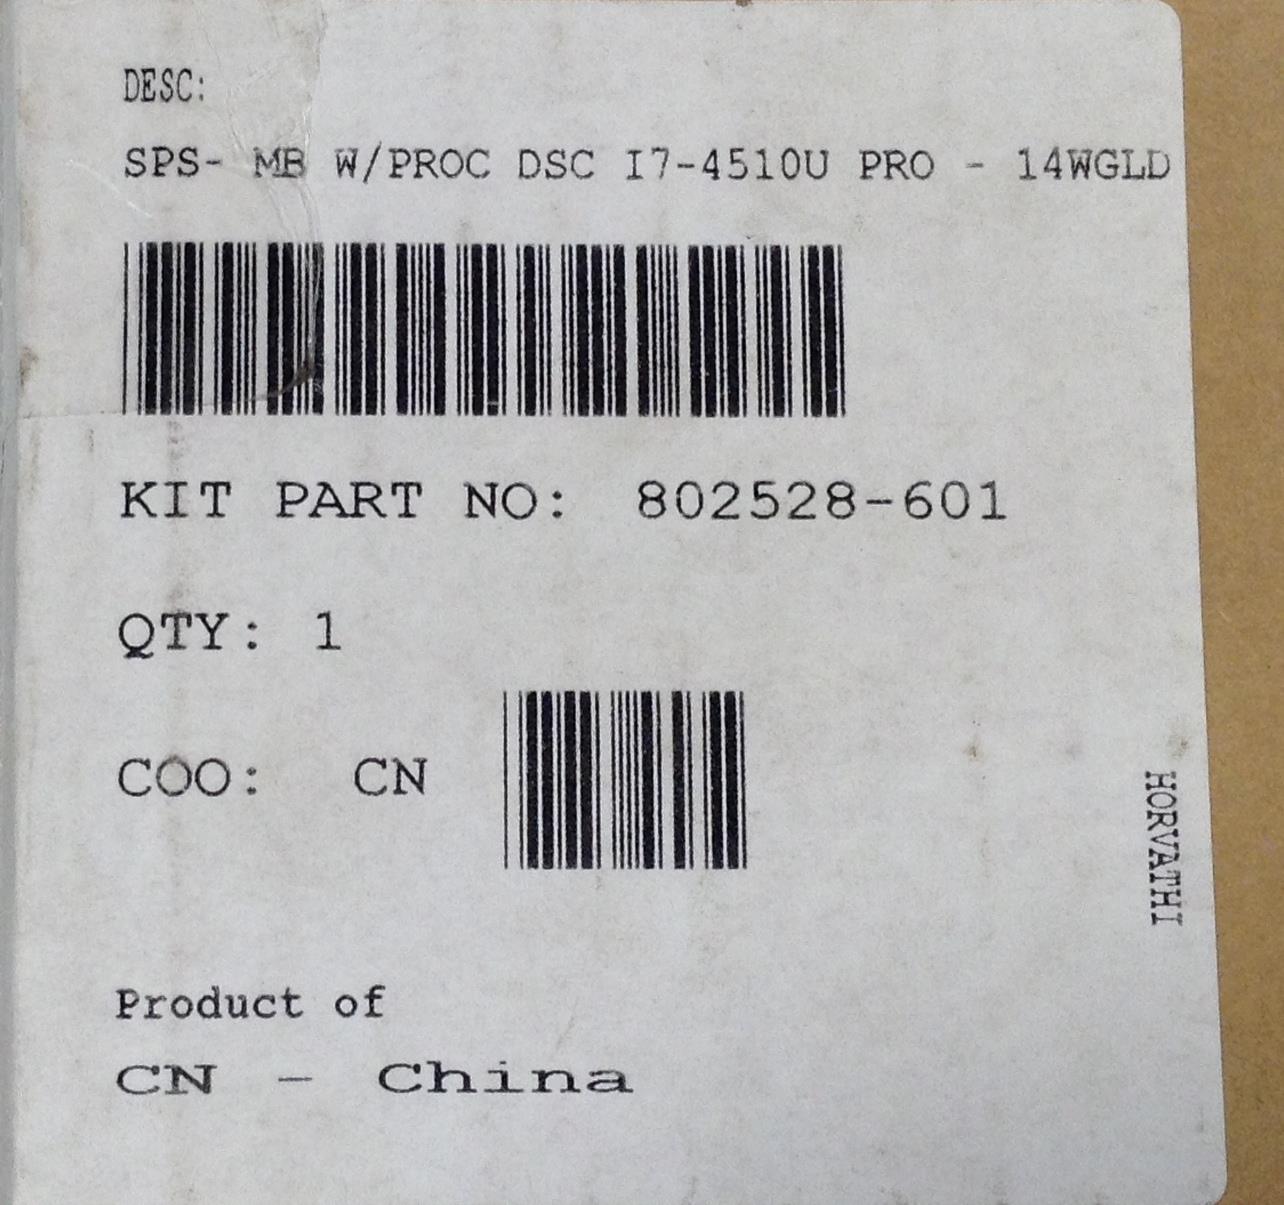 DESC:
SPS- MB W/PROC DSC I7-4510U PRO - 14WGLD
KIT PART NO: 802528-601
QTY: 1
COO: CN
HORVATHI
Product of
CN - China